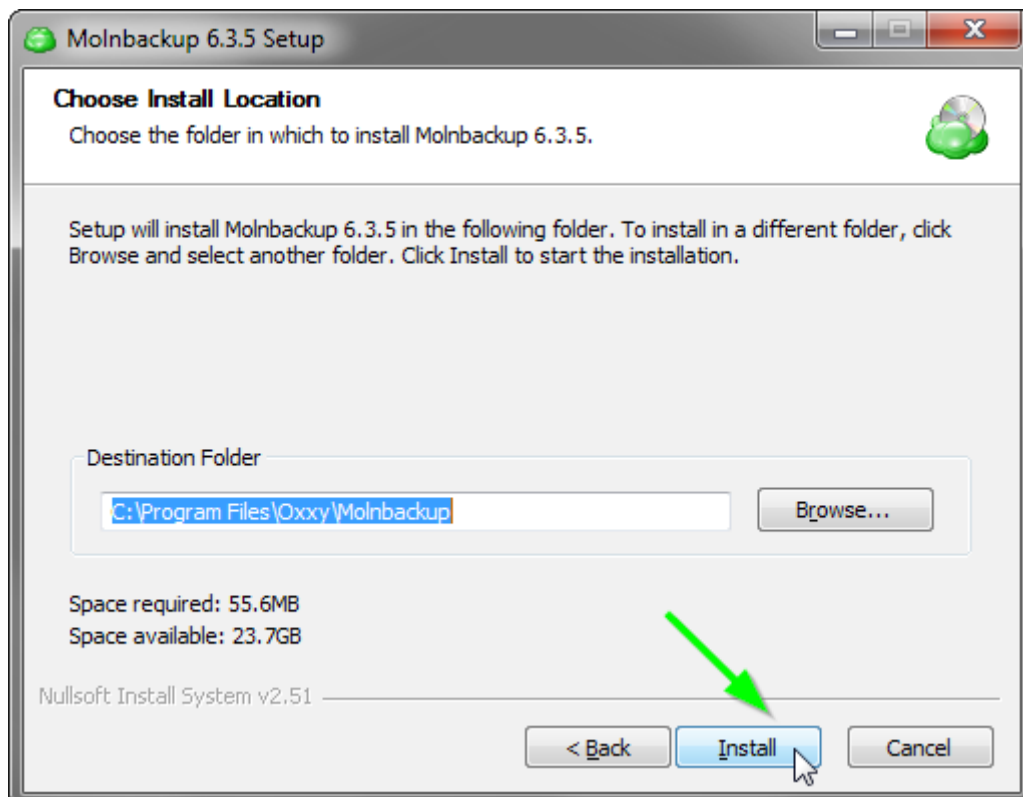 Molnbackup 6.3.5 Setup
Choose Install Location
Choose the folder in which to install Molnbackup 6.3.5.
Setup will install Molnbackup 6.3.5 in the following folder. To install in a different folder, click
Browse and select another folder. Click Install to start the installation.
Destination Folder
C:\Program Files\Oxxy\Molnbackup
Browse...
Space required: 55.6MB
Space available: 23.7GB
Nullsoft Install System v2.51
< Back
Install
Cancel